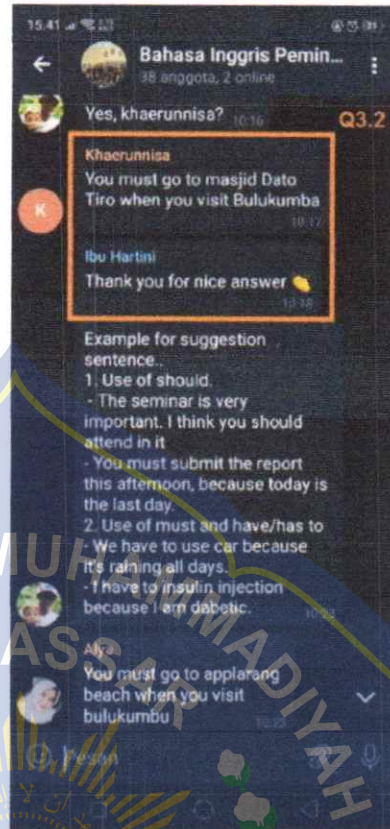 15.41
Bahasa Inggris Pemin...
38 anggota, 2 online
Yes, khaerunnisa? 10:16
Q3.2
Khaerunnisa
You must go to masjid Dato
Tiro when you visit Bulukumba
10:17
K
Ibu Hartini
Thank you for nice answer 👏
10:18
Example for suggestion
sentence..
1. Use of should.
- The seminar is very
important. I think you should
attend in it
- You must submit the report
this afternoon, because today is
the last day.
2. Use of must and have/has to
- We have to use car because
it's raining all days.
- I have to insulin injection
because I am dabetic.
Alya
You must go to applarang
beach when you visit
bulukumbu 10:23
Pesan